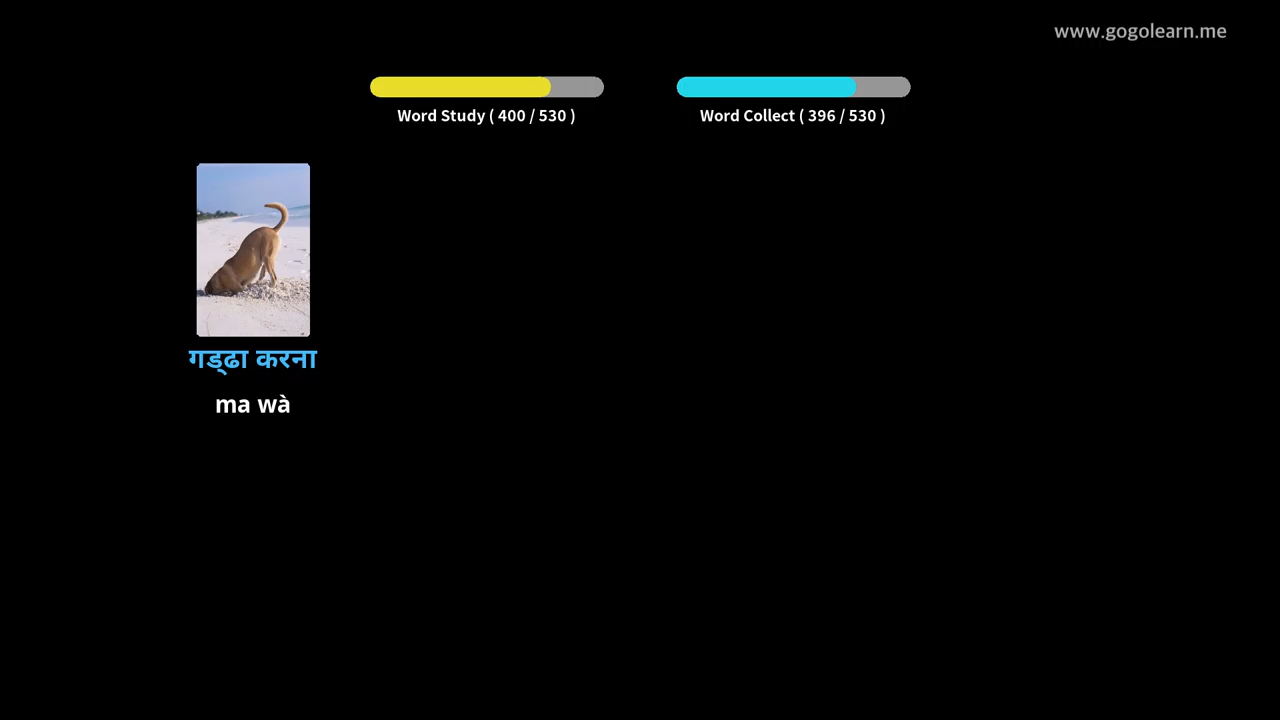 www.gogolearn.me
Word Study ( 400 / 530 )
Word Collect ( 396 / 530 )
गड्ढा करना
ma wà